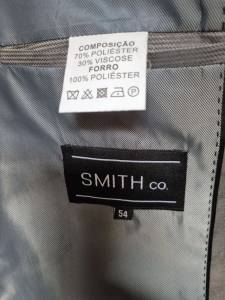 COMPOSIÇÃO
70% POLIÉSTER
30% VISCOSE
FORRO
100% POLIÉSTER
SMITH co.
54